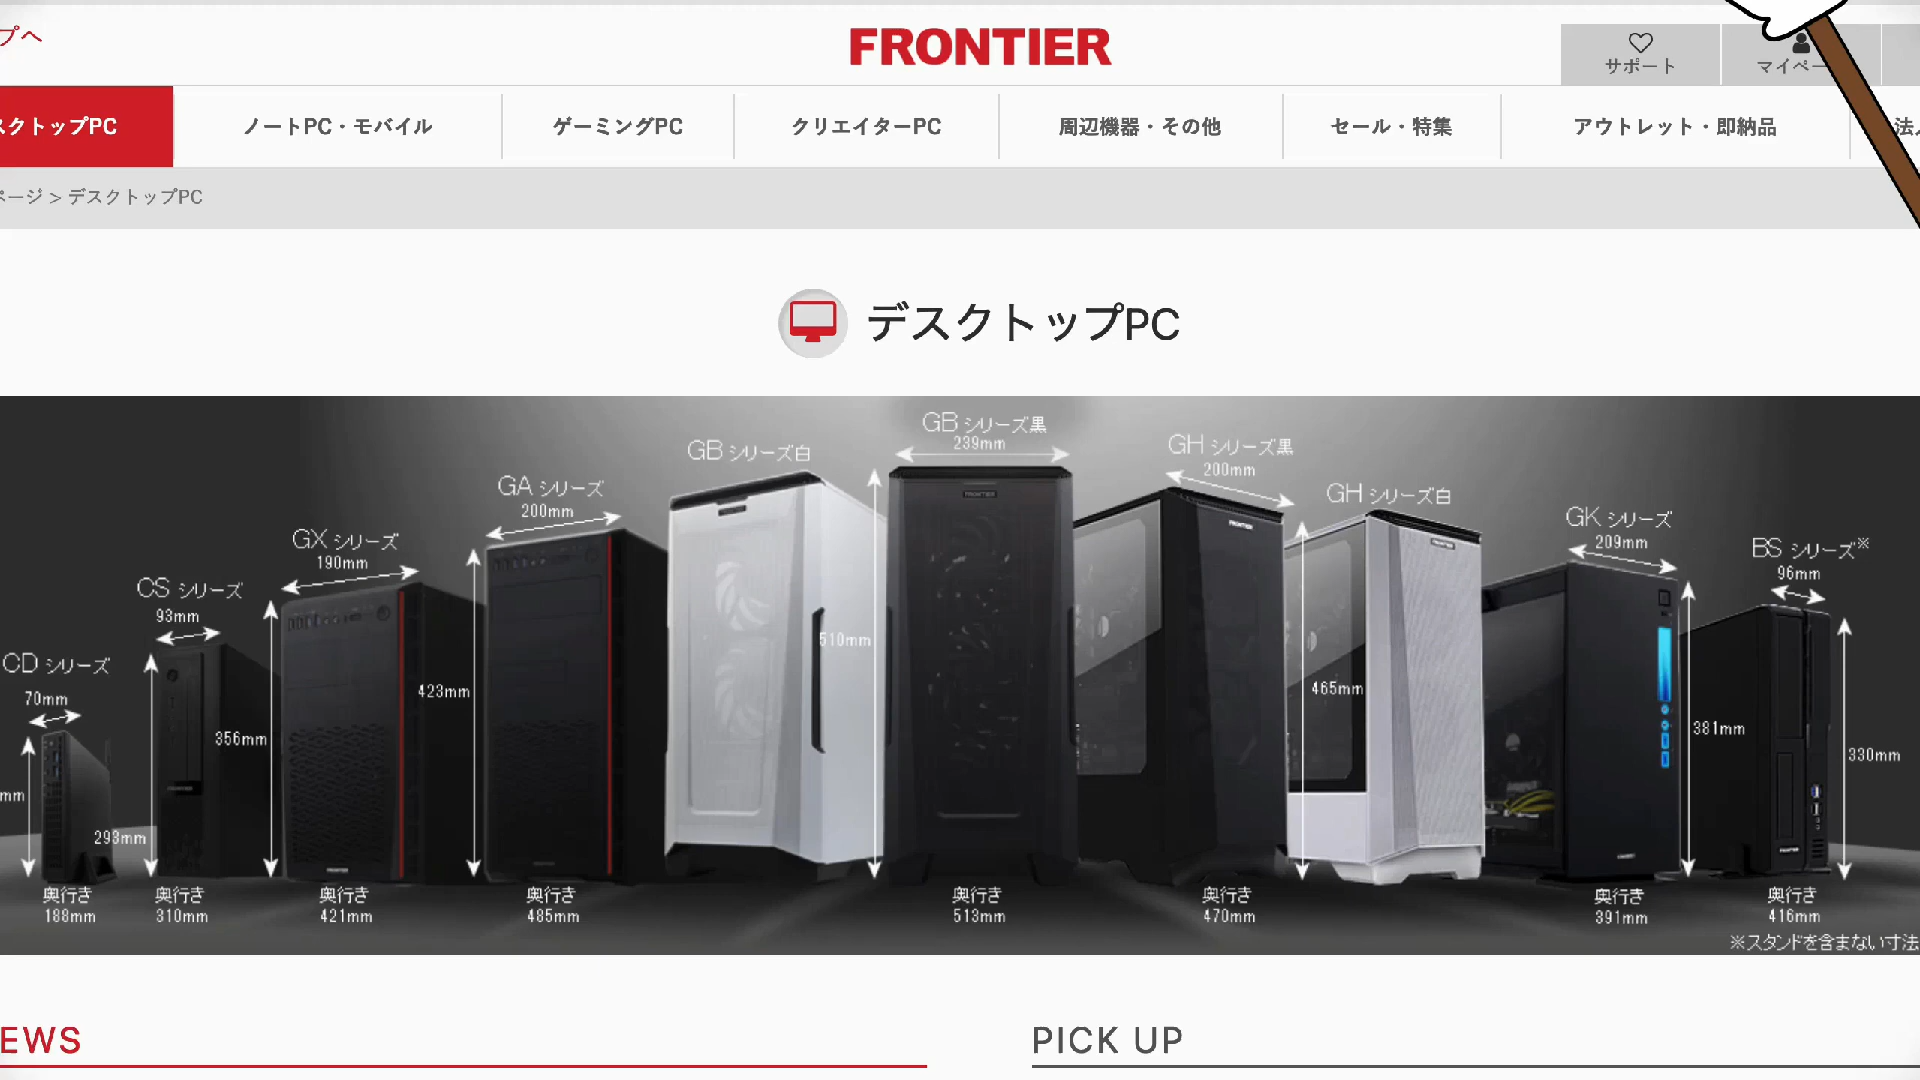 プへ
FRONTIER
サポート
マイペー
スクトップPC
ノートPC・モバイル
ゲーミングPC
クリエイターPC
周辺機器・その他
セール・特集
アウトレット・即納品
法人
ページ > デスクトップPC
デスクトップPC
GB シリーズ黒
239mm
GB シリーズ白
GH シリーズ黒
200mm
GA シリーズ
200mm
GH シリーズ白
GX シリーズ
190mm
GK シリーズ
209mm
BS シリーズ※
96mm
CS シリーズ
93mm
CD シリーズ
70mm
FRONTIER
FRONTIER
510mm
423mm
465mm
356mm
381mm
330mm
mm
293mm
奥行き
188mm
奥行き
310mm
奥行き
421mm
奥行き
485mm
奥行き
513mm
奥行き
470mm
奥行き
391mm
奥行き
416mm
※スタンドを含まない寸法
EWS
PICK UP